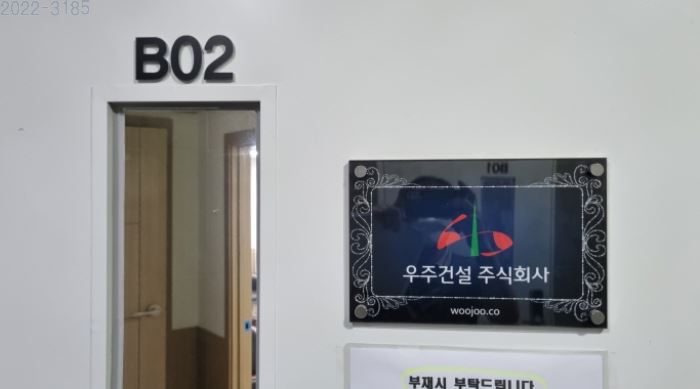 2022-3185
B02
B01
우주건설 주식회사
woojoo.co
부재시 부탁드립니다